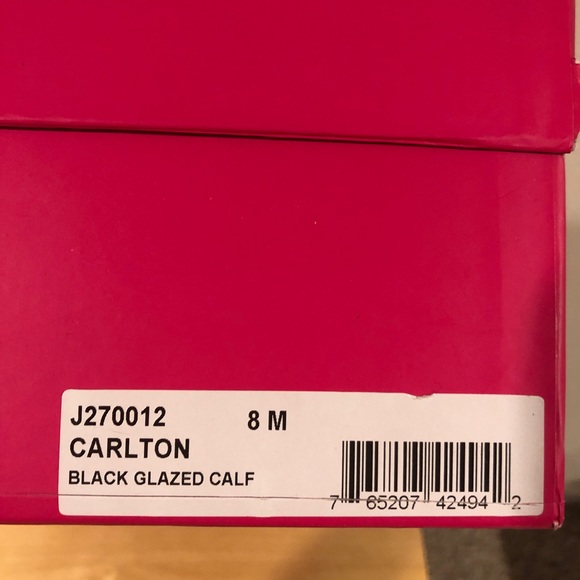 J270012 8 M
CARLTON
BLACK GLAZED CALF
7 65207 42494 2